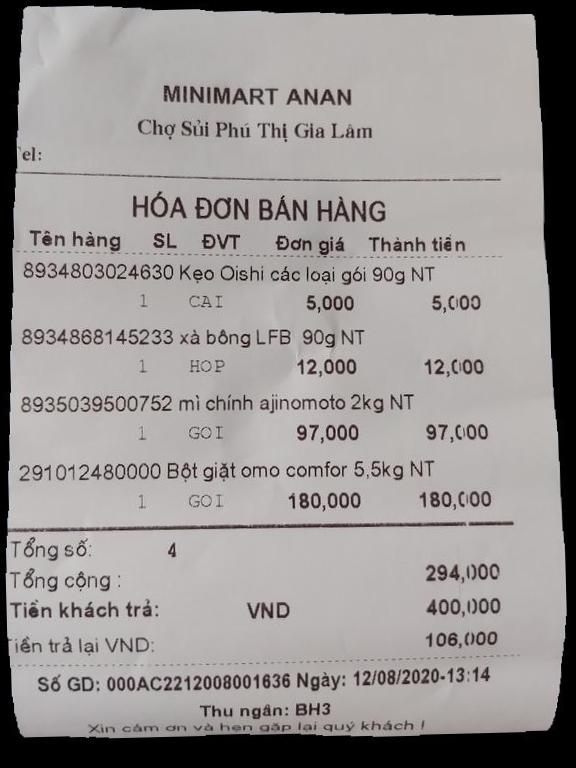 MINIMART ANAN
Chợ Sủi Phú Thị Gia Lâm
el:
HÓA ĐƠN BÁN HÀNG
Tên hàng SL ĐVT Đơn giá Thành tiền
8934803024630 Kẹo Oishi các loại gói 90g NT
1 CAI 5,000 5,000
8934868145233 xà bông LFB 90g NT
1 HOP 12,000 12,000
8935039500752 mì chính ajinomoto 2kg NT
1 GOI 97,000 97,000
291012480000 Bột giặt omo comfor 5,5kg NT
1 GOI 180,000 180,000
Tổng số: 4
Tổng cộng : 294,000
Tiền khách trả: VND 400,000
Tiền trả lại VND: 106,000
Số GD: 000AC2212008001636 Ngày: 12/08/2020-13:14
Thu ngân: BH3
Xin cảm ơn và hẹn gặp lại quý khách !